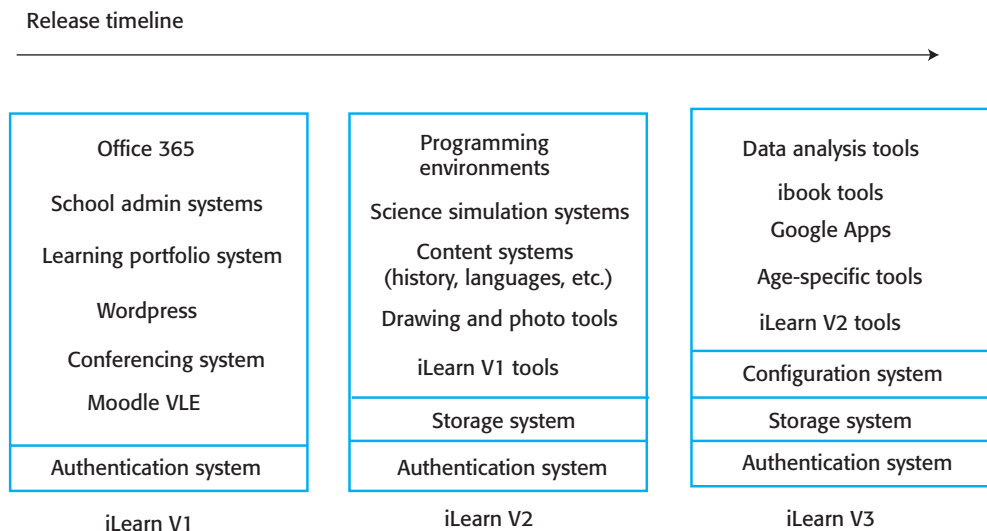 Release timeline
Office 365
School admin systems
Learning portfolio system
Wordpress
Conferencing system
Moodle VLE
Authentication system
iLearn V1
Programming
environments
Science simulation systems
Content systems
(history, languages, etc.)
Drawing and photo tools
iLearn V1 tools
Storage system
Authentication system
iLearn V2
Data analysis tools
ibook tools
Google Apps
Age-specific tools
iLearn V2 tools
Configuration system
Storage system
Authentication system
iLearn V3